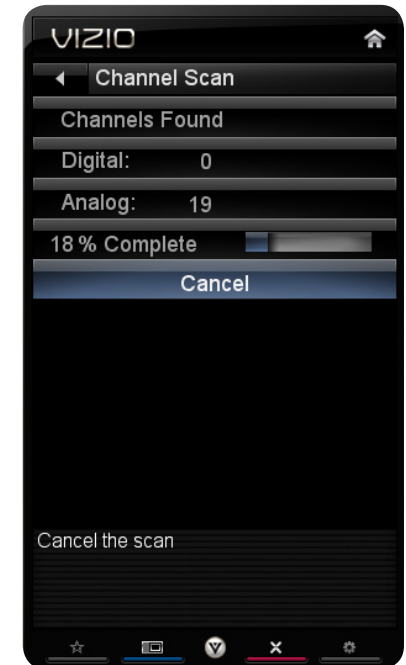 VIZIO
Channel Scan
Channels Found
Digital: 0
Analog: 19
18 % Complete
Cancel
Cancel the scan
V